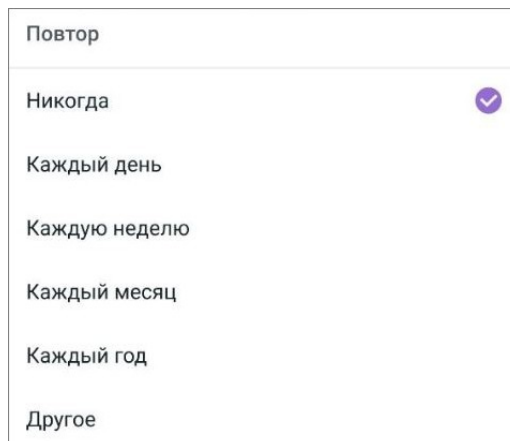 Повтор
Никогда
Каждый день
Каждую неделю
Каждый месяц
Каждый год
Другое